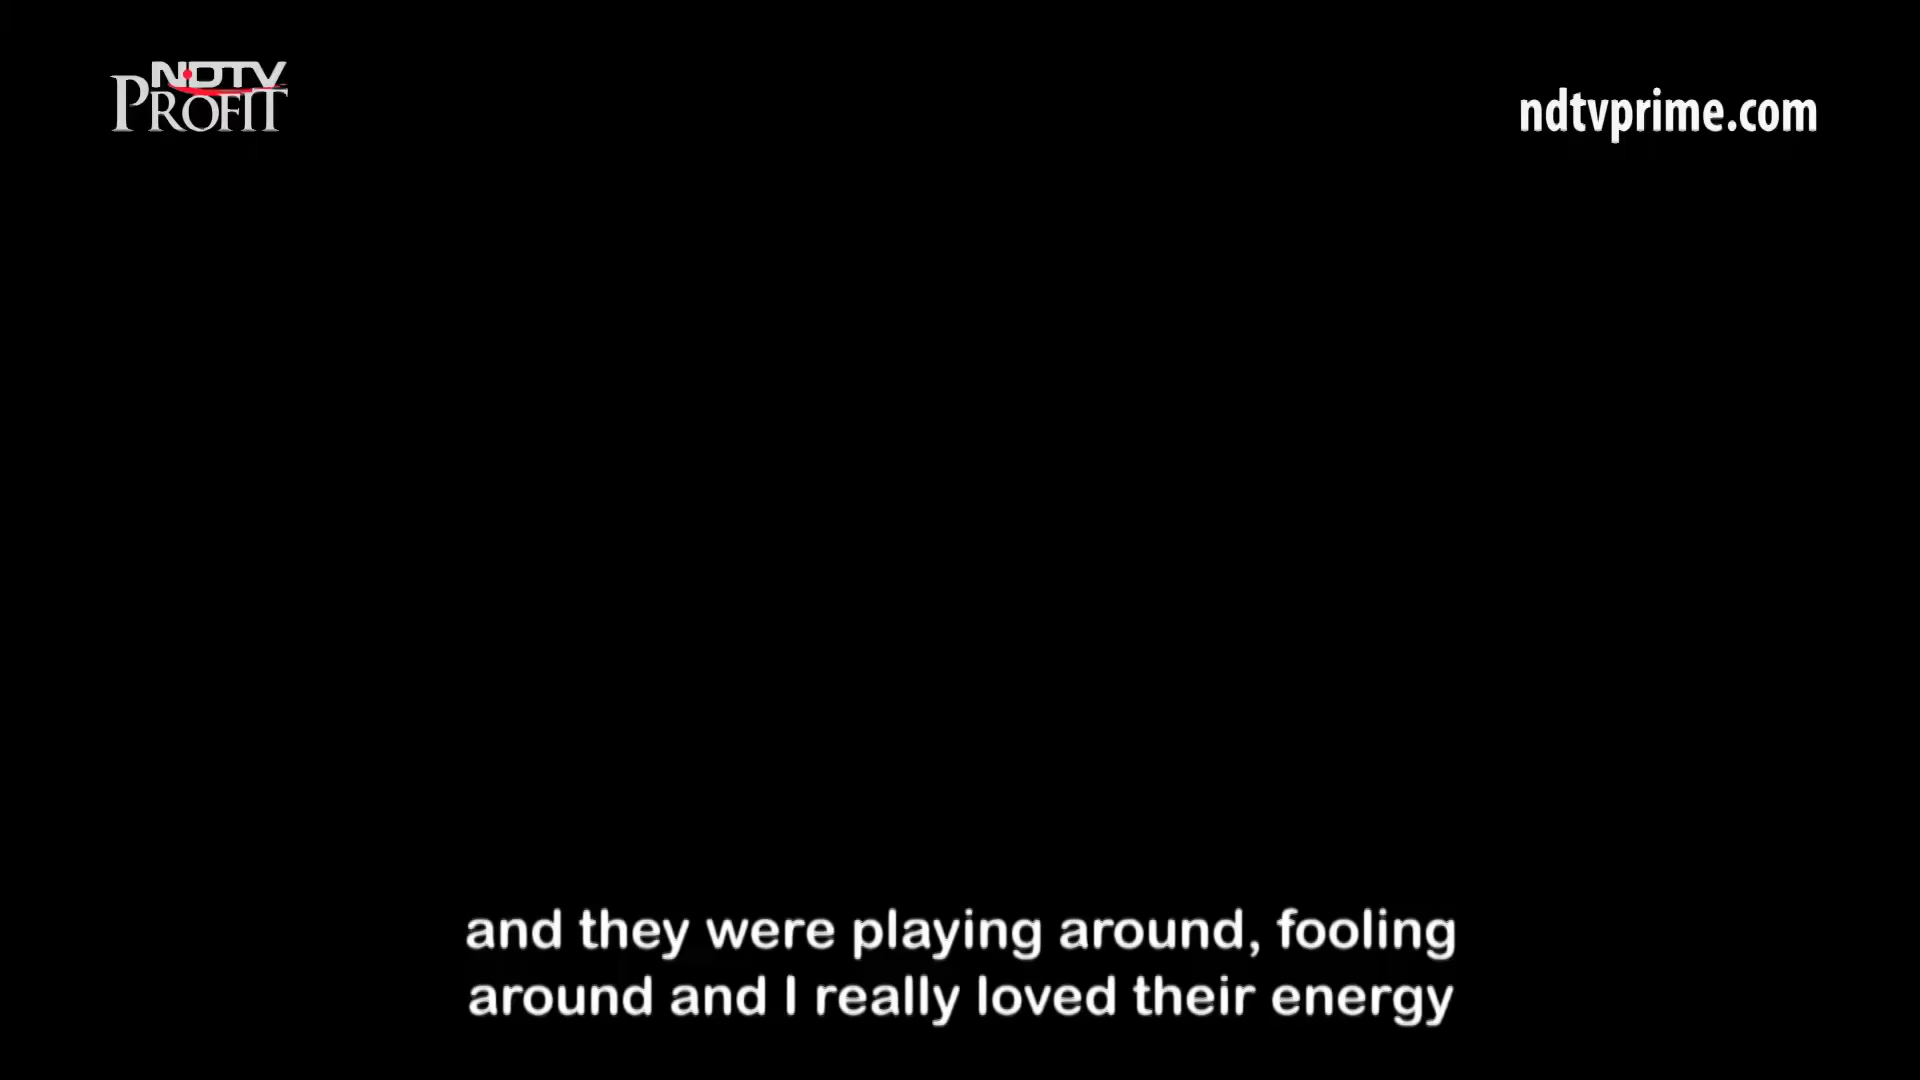 NDTV
PROFIT
ndtvprime.com
and they were playing around, fooling
around and I really loved their energy